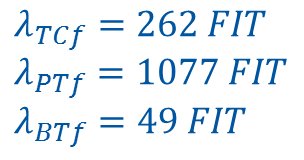 λTCf = 262 FIT
λPTf = 1077 FIT
λBTf = 49 FIT